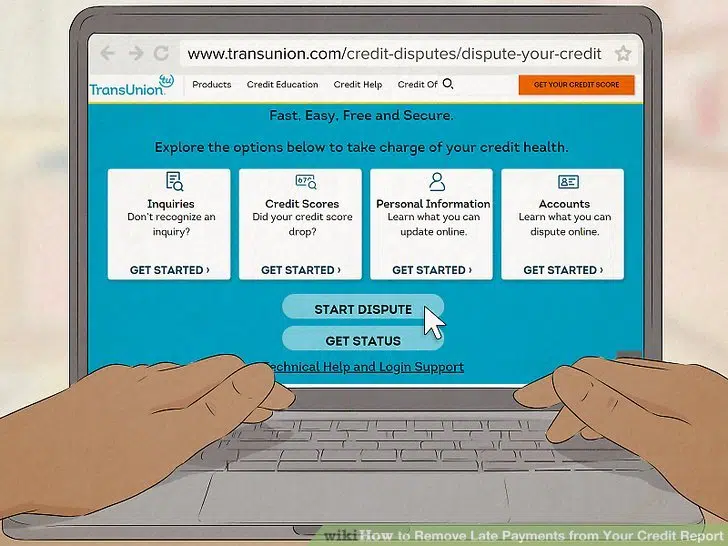 www.transunion.com/credit-disputes/dispute-your-credit
TransUnion tu Products Credit Education Credit Help Credit Of GET YOUR CREDIT SCORE
Fast. Easy. Free and Secure.
Explore the options below to take charge of your credit health.
Inquiries
Don't recognize an
inquiry?
GET STARTED ›
Credit Scores
Did your credit score
drop?
GET STARTED ›
Personal Information
Learn what you can
update online.
GET STARTED ›
Accounts
Learn what you can
dispute online.
GET STARTED ›
START DISPUTE
GET STATUS
Technical Help and Login Support
wikiHow to Remove Late Payments from Your Credit Report